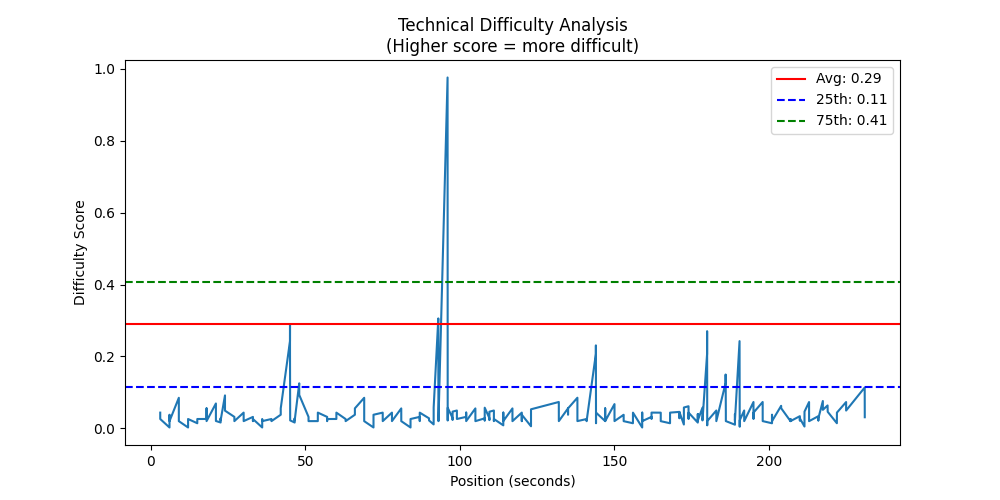 Technical Difficulty Analysis
(Higher score = more difficult)
Avg: 0.29
25th: 0.11
75th: 0.41
Difficulty Score
1.0
0.8
0.6
0.4
0.2
0.0
0 50 100 150 200
Position (seconds)